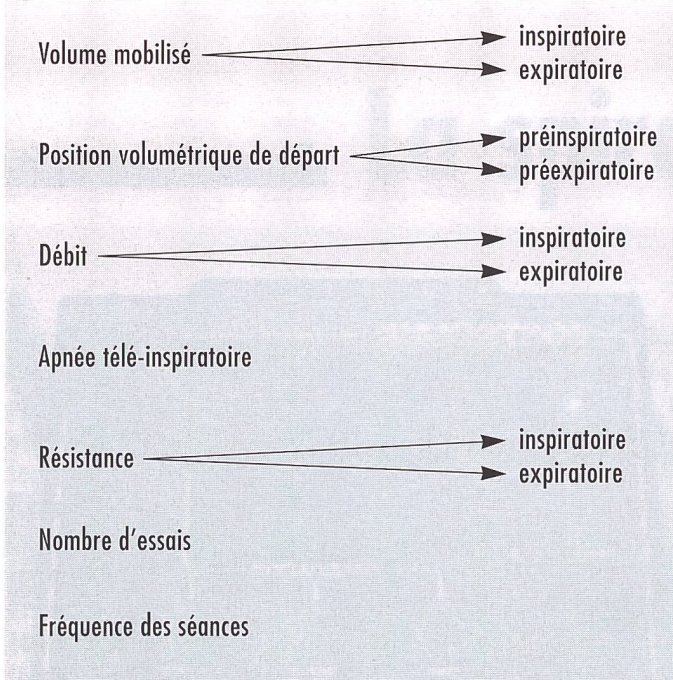 Volume mobilisé
inspiratoire
expiratoire
Position volumétrique de départ
préinspiratoire
préexpiratoire
Débit
inspiratoire
expiratoire
Apnée télé-inspiratoire
Résistance
inspiratoire
expiratoire
Nombre d'essais
Fréquence des séances